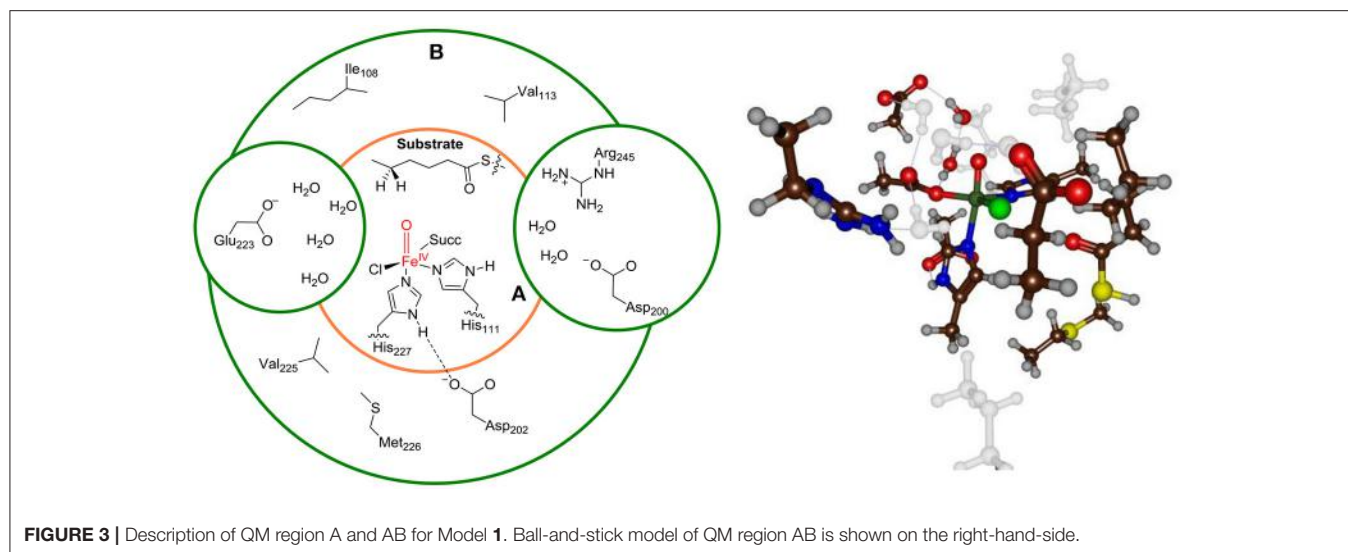 B
Ile108
Val113
Substrate
S
O
H H
Arg245
H2N
+
NH
NH2
H2O
H2O
−O O
Asp200
O−
O
Glu223
H2O
H2O
H2O
H2O
O
Succ
FeIV
Cl
N
N
N-H
N
H
His111
His227
A
Val225
S
Met226
−O O
Asp202
FIGURE 3 | Description of QM region A and AB for Model 1. Ball-and-stick model of QM region AB is shown on the right-hand-side.